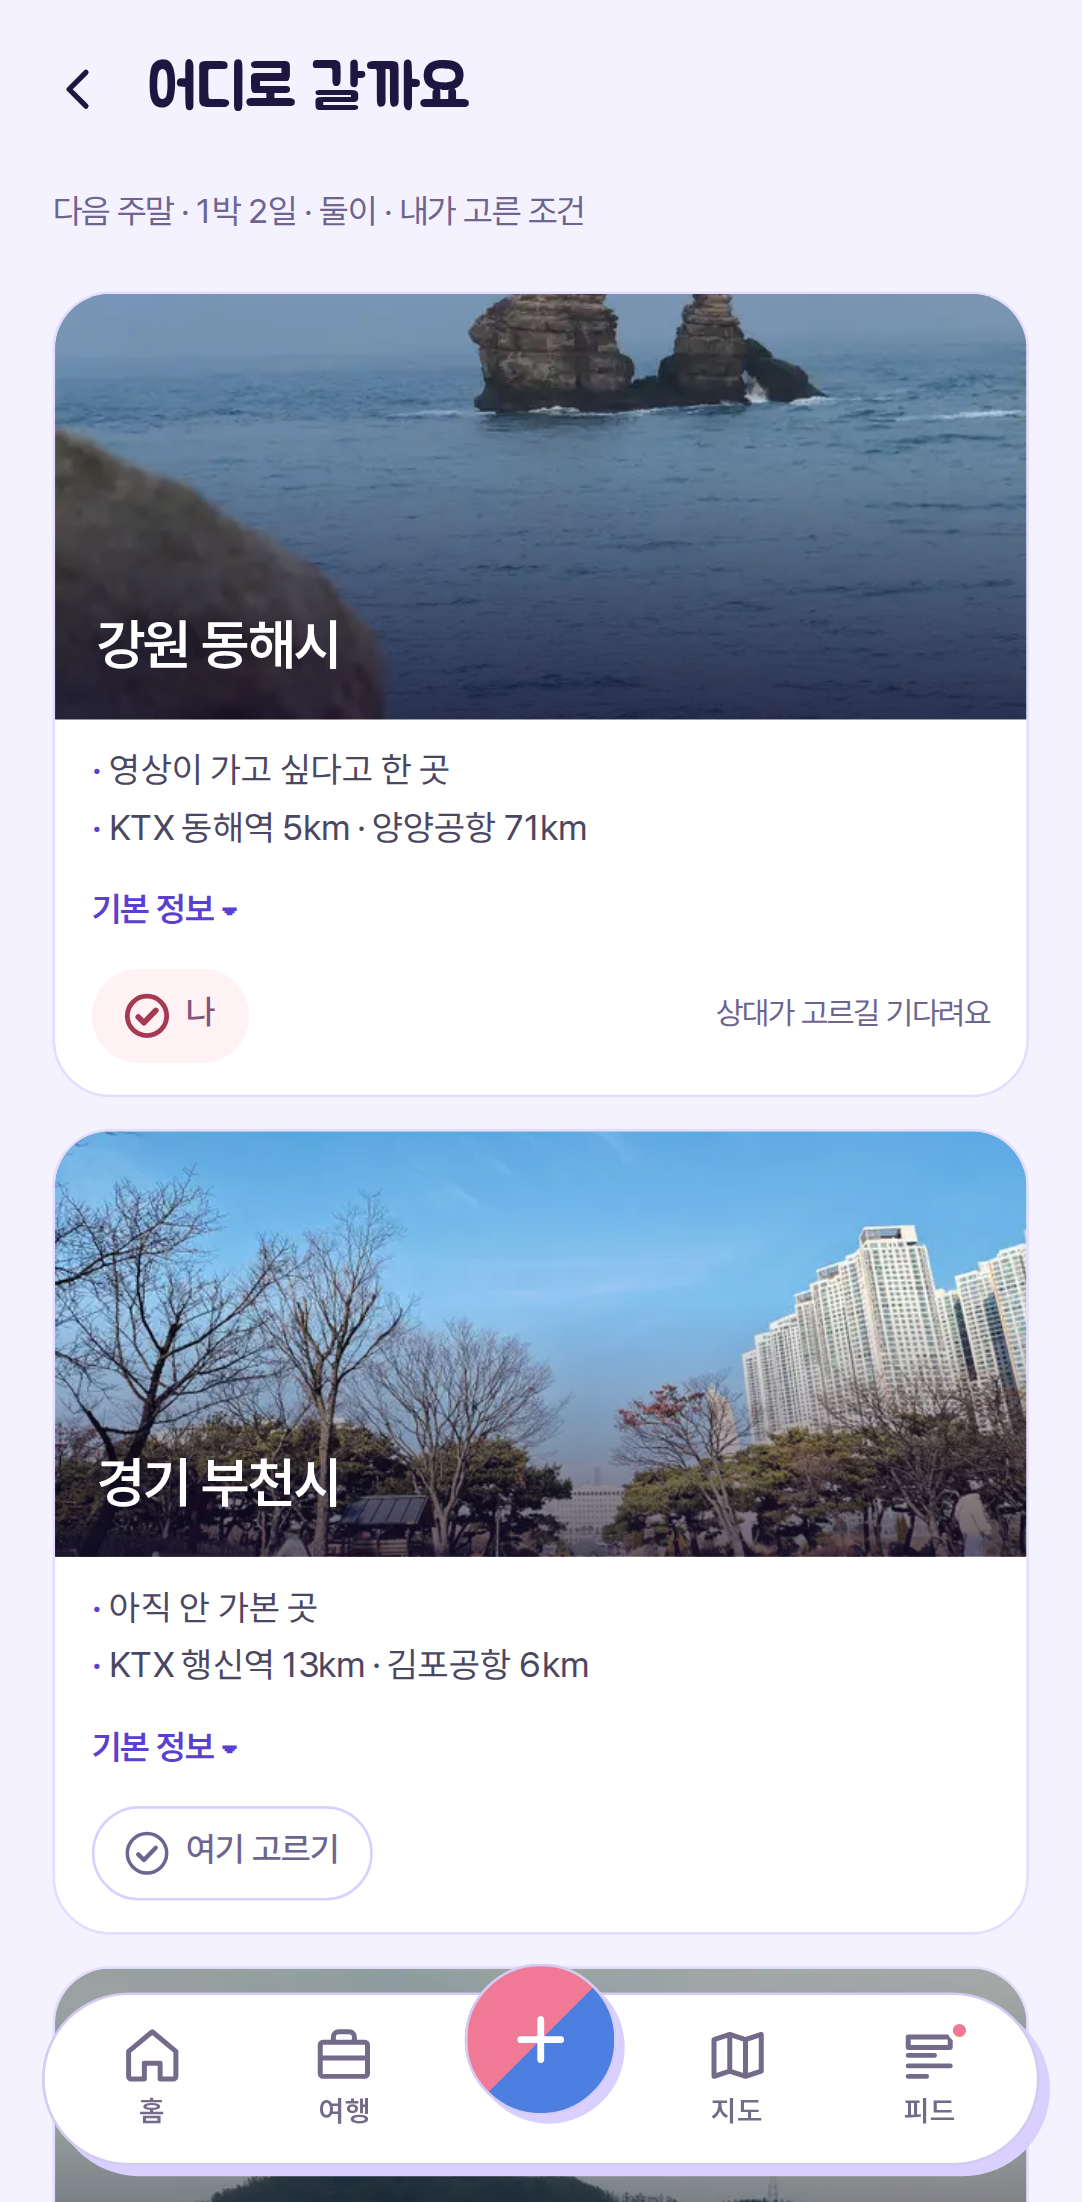 어디로 갈까요
다음 주말 · 1박 2일 · 둘이 · 내가 고른 조건
강원 동해시
· 영상이 가고 싶다고 한 곳
· KTX 동해역 5km · 양양공항 71km
기본 정보
나
상대가 고르길 기다려요
경기 부천시
· 아직 안 가본 곳
· KTX 행신역 13km · 김포공항 6km
기본 정보
여기 고르기
홈
여행
지도
피드